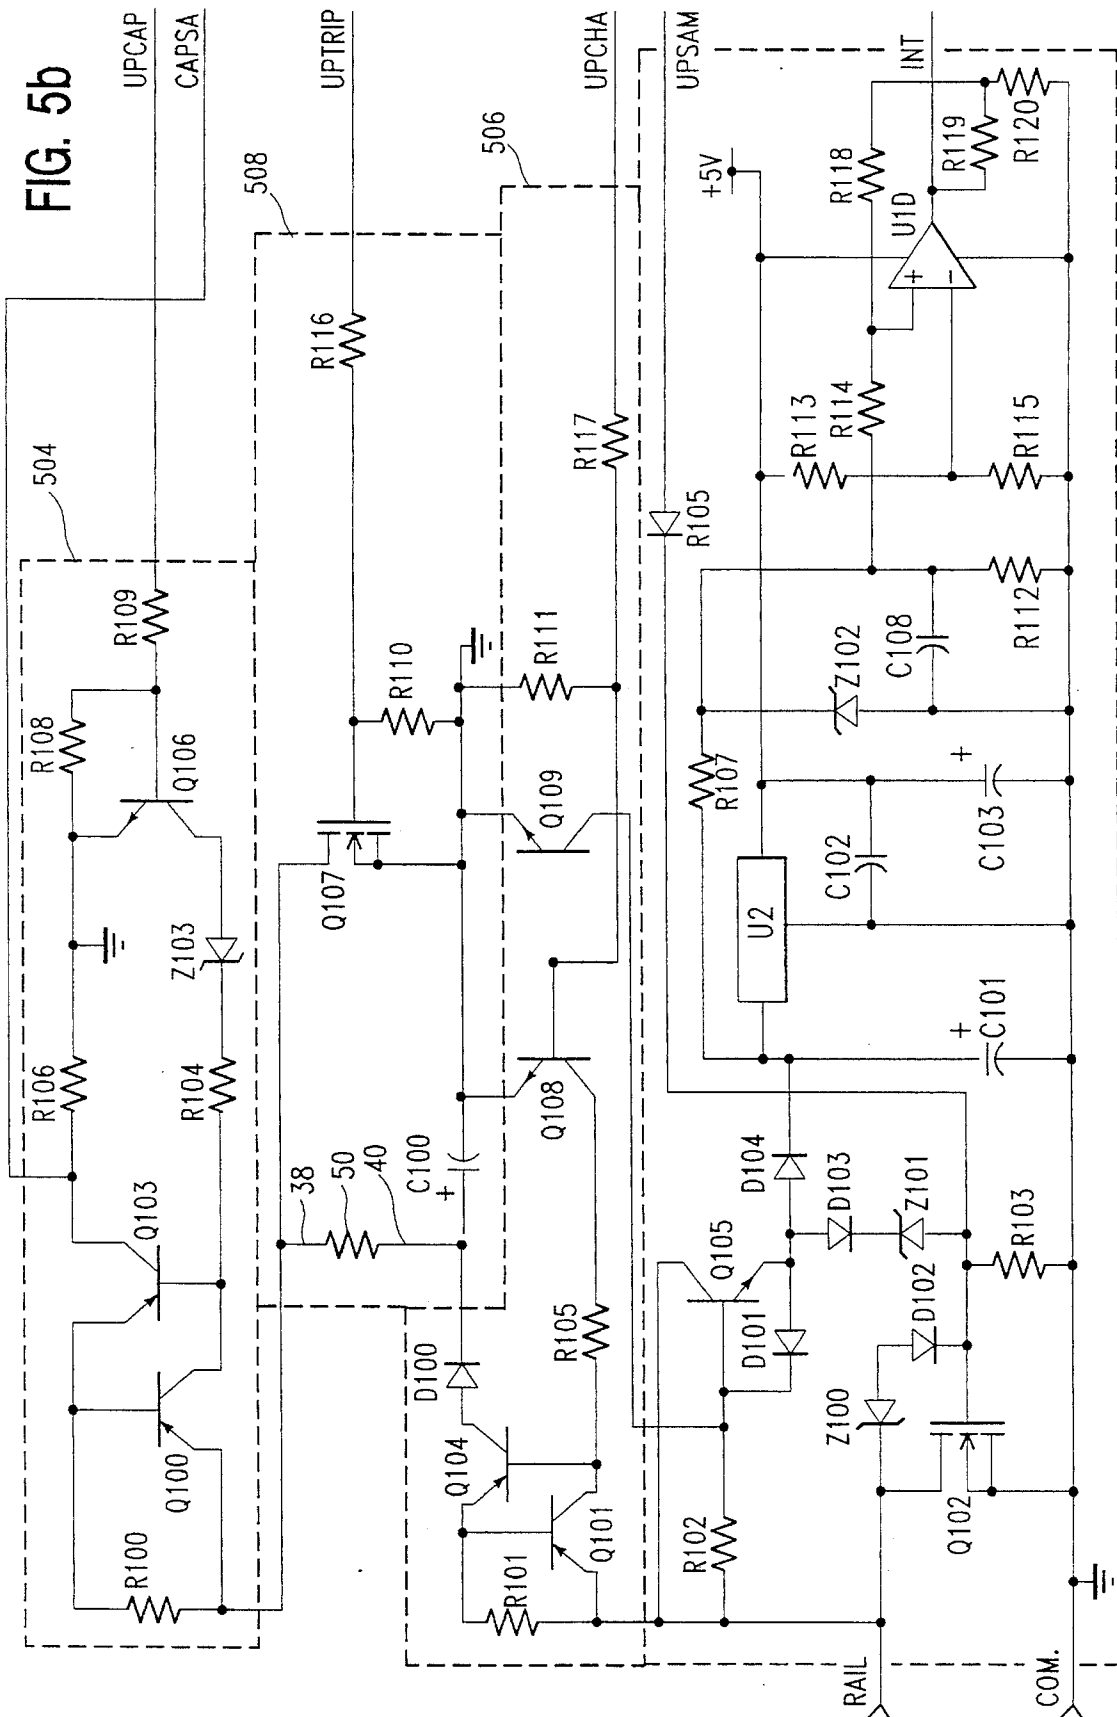 FIG. 5b
UPCAP
CAPSA
UPTRIP
UPCHA
UPSAM
INT
504
508
506
R100
Q100
Q103
R106
R104
Z103
R108
Q106
R109
38
50
40
C100
+
Q107
R110
R116
D100
Q104
R101
Q101
R105
Q108
Q109
R111
R117
R102
Q105
D101
D104
D103
Z101
Z100
D102
Q102
R103
R105
R107
U2
C101
+
C102
C103
+
Z102
C108
R112
R113
R114
R115
+5V
R118
U1D
+
-
R119
R120
RAIL
COM.